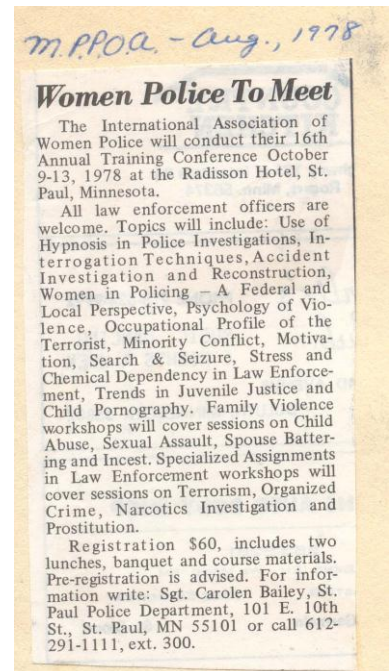 M.P.P.O.A. - Aug., 1978
Women Police To Meet
The International Association of
Women Police will conduct their 16th
Annual Training Conference October
9-13, 1978 at the Radisson Hotel, St.
Paul, Minnesota.
All law enforcement officers are
welcome. Topics will include: Use of
Hypnosis in Police Investigations, In-
terrogation Techniques, Accident
Investigation and Reconstruction,
Women in Policing – A Federal and
Local Perspective, Psychology of Vio-
lence, Occupational Profile of the
Terrorist, Minority Conflict, Motiva-
tion, Search & Seizure, Stress and
Chemical Dependency in Law Enforce-
ment, Trends in Juvenile Justice and
Child Pornography. Family Violence
workshops will cover sessions on Child
Abuse, Sexual Assault, Spouse Batter-
ing and Incest. Specialized Assignments
in Law Enforcement workshops will
cover sessions on Terrorism, Organized
Crime, Narcotics Investigation and
Prostitution.
Registration $60, includes two
lunches, banquet and course materials.
Pre-registration is advised. For infor-
mation write: Sgt. Carolen Bailey, St.
Paul Police Department, 101 E. 10th
St., St. Paul, MN 55101 or call 612-
291-1111, ext. 300.